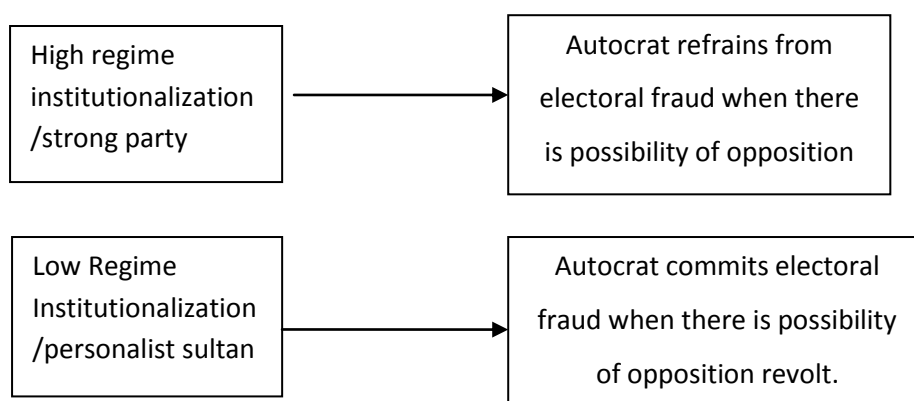 High regime
institutionalization
/strong party
Autocrat refrains from
electoral fraud when there
is possibility of opposition
Low Regime
Institutionalization
/personalist sultan
Autocrat commits electoral
fraud when there is possibility
of opposition revolt.